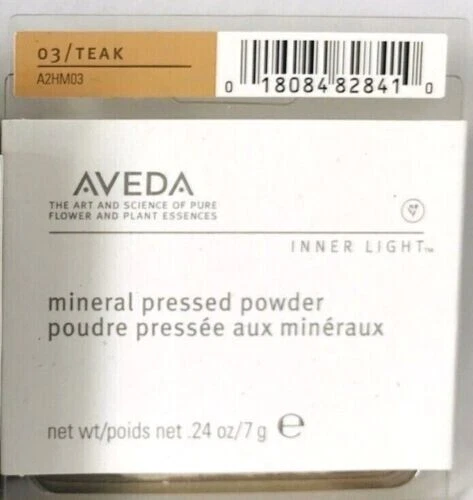 03/TEAK
A2HM03
0 18084 82841 0
AVEDA
THE ART AND SCIENCE OF PURE
FLOWER AND PLANT ESSENCES
INNER LIGHT™
mineral pressed powder
poudre pressée aux minéraux
net wt/poids net .24 oz/7 g ℮